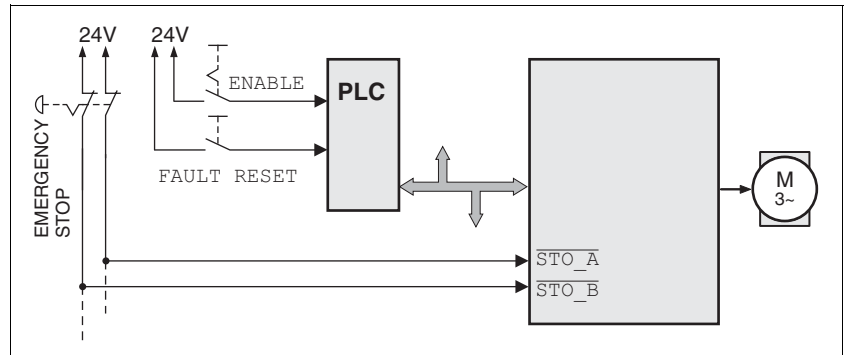 24V 24V
ENABLE
PLC
FAULT RESET
EMERGENCY
STOP
M
3~
STO_A
STO_B